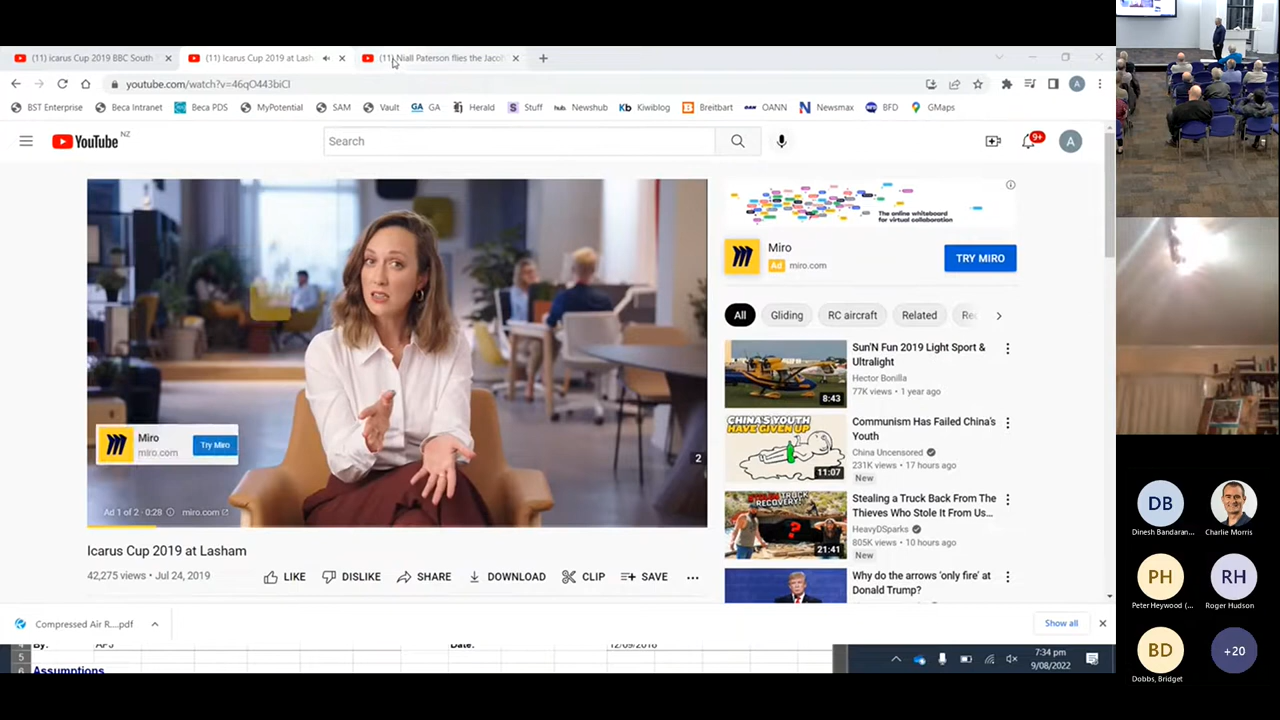 (11) Icarus Cup 2019 BBC South
(11) Icarus Cup 2019 at Lash
(11) Niall Paterson flies the Jacob
youtube.com/watch?v=46qO443biCI
A
BST Enterprise
Beca Intranet
Beca PDS
MyPotential
SAM
Vault
GA GA
Herald
S Stuff
hub Newshub
Kb Kiwiblog
B Breitbart
OANN
N Newsmax
BFD BFD
GMaps
YouTube NZ
Search
9+
A
The online whiteboard
for virtual collaboration
Miro
Ad miro.com
TRY MIRO
All
Gliding
RC aircraft
Related
Rec
Sun'N Fun 2019 Light Sport &
Ultralight
Hector Bonilla
77K views • 1 year ago
8:43
CHINA'S YOUTH
HAVE GIVEN UP
11:07
Communism Has Failed China's
Youth
China Uncensored
231K views • 17 hours ago
New
TRUCK
RECOVERY!
?
21:41
Stealing a Truck Back From The
Thieves Who Stole It From Us...
HeavyDSparks
805K views • 10 hours ago
New
Why do the arrows 'only fire' at
Donald Trump?
Miro
miro.com
Try Miro
2
Ad 1 of 2 · 0:28
miro.com
Icarus Cup 2019 at Lasham
42,275 views • Jul 24, 2019
LIKE
DISLIKE
SHARE
DOWNLOAD
CLIP
SAVE
...
Compressed Air R....pdf
Show all
By:
APS
Date:
5
6
Assumptions
7:34 pm
9/08/2022
DB
Dinesh Bandaran...
Charlie Morris
PH
Peter Heywood (...
RH
Roger Hudson
BD
Dobbs, Bridget
+20